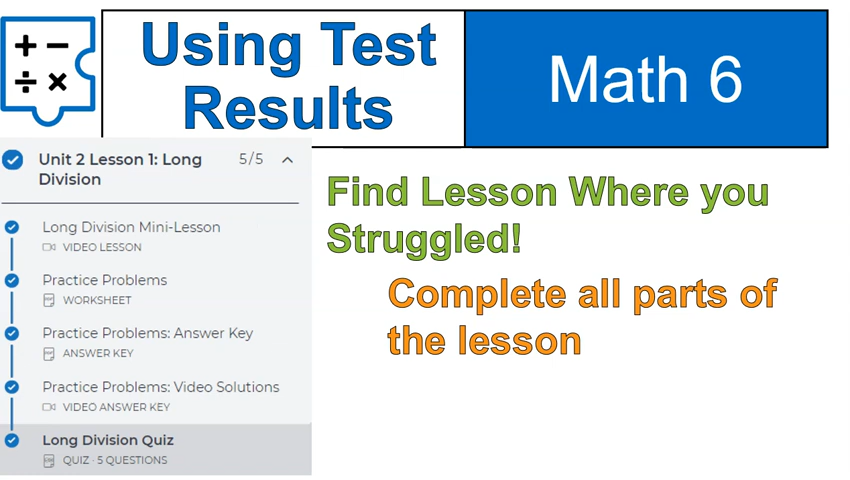 + −
÷ ×
Using Test
Results
Math 6
Unit 2 Lesson 1: Long
Division
5/5
Long Division Mini-Lesson
VIDEO LESSON
Practice Problems
WORKSHEET
Practice Problems: Answer Key
ANSWER KEY
Practice Problems: Video Solutions
VIDEO ANSWER KEY
Long Division Quiz
QUIZ · 5 QUESTIONS
Find Lesson Where you
Struggled!
Complete all parts of
the lesson